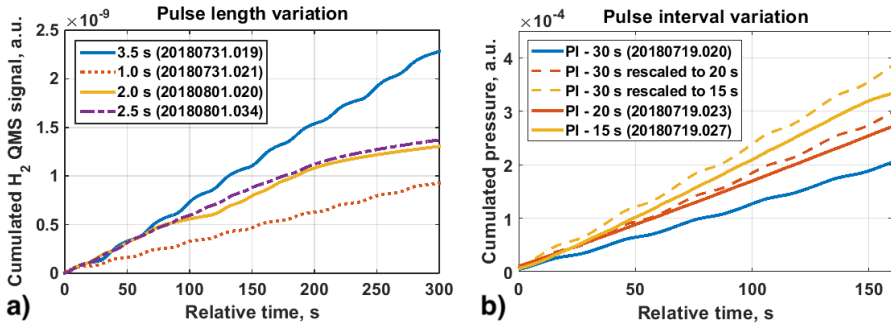 Pulse length variation
×10⁻⁹
2.5
2
1.5
1
0.5
0
Cumulated H₂ QMS signal, a.u.
3.5 s (20180731.019)
1.0 s (20180731.021)
2.0 s (20180801.020)
2.5 s (20180801.034)
0 50 100 150 200 250 300
Relative time, s
a)
Pulse interval variation
×10⁻⁴
4
3
2
1
0
Cumulated pressure, a.u.
PI - 30 s (20180719.020)
PI - 30s rescaled to 20 s
PI - 30s rescaled to 15 s
PI - 20 s (20180719.023)
PI - 15 s (20180719.027)
0 50 100 150
Relative time, s
b)